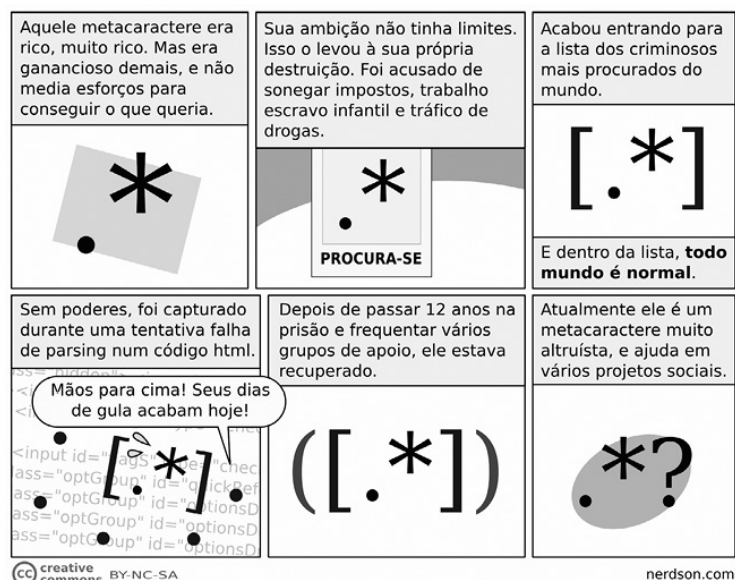 Aquele metacaractere era
rico, muito rico. Mas era
ganancioso demais, e não
media esforços para
conseguir o que queria.
.*
Sua ambição não tinha limites.
Isso o levou à sua própria
destruição. Foi acusado de
sonegar impostos, trabalho
escravo infantil e tráfico de
drogas.
.*
PROCURA-SE
Acabou entrando para
a lista dos criminosos
mais procurados do
mundo.
[.*]
E dentro da lista, todo
mundo é normal.
Sem poderes, foi capturado
durante uma tentativa falha
de parsing num código html.
Mãos para cima! Seus dias
de gula acabam hoje!
[.*]
<input id=
ass="optGroup" id=
ass="optGroup" id="optionsD
ass="optGroup" id="optionsD
Depois de passar 12 anos na
prisão e frequentar vários
grupos de apoio, ele estava
recuperado.
([.*])
Atualmente ele é um
metacaractere muito
altruísta, e ajuda em
vários projetos sociais.
.*?
cc creative commons BY-NC-SA
nerdson.com